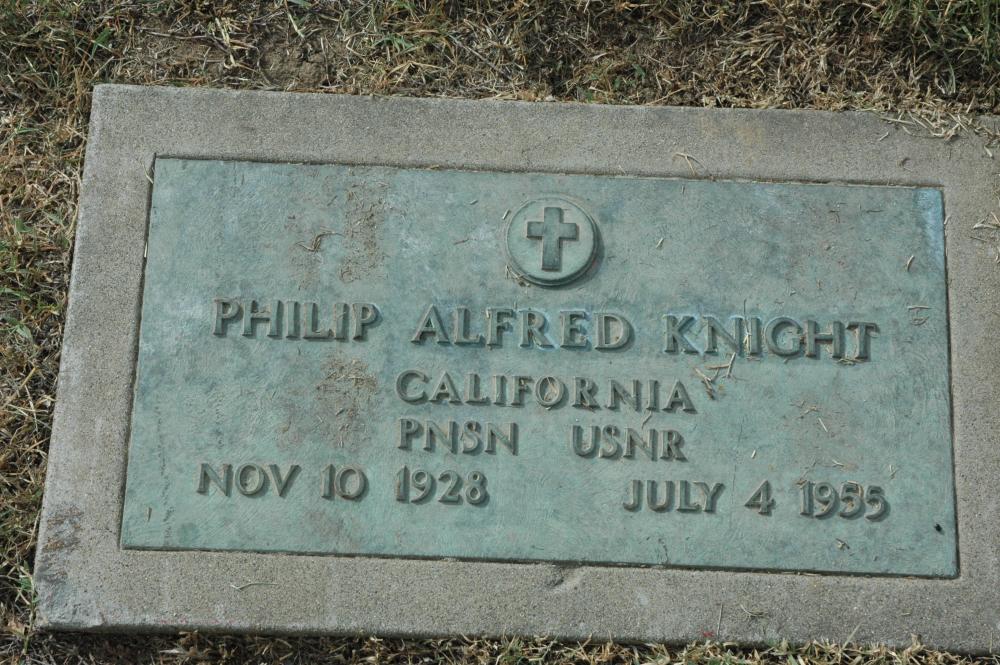 PHILIP ALFRED KNIGHT
CALIFORNIA
PNSN USNR
NOV 10 1928 JULY 4 1955